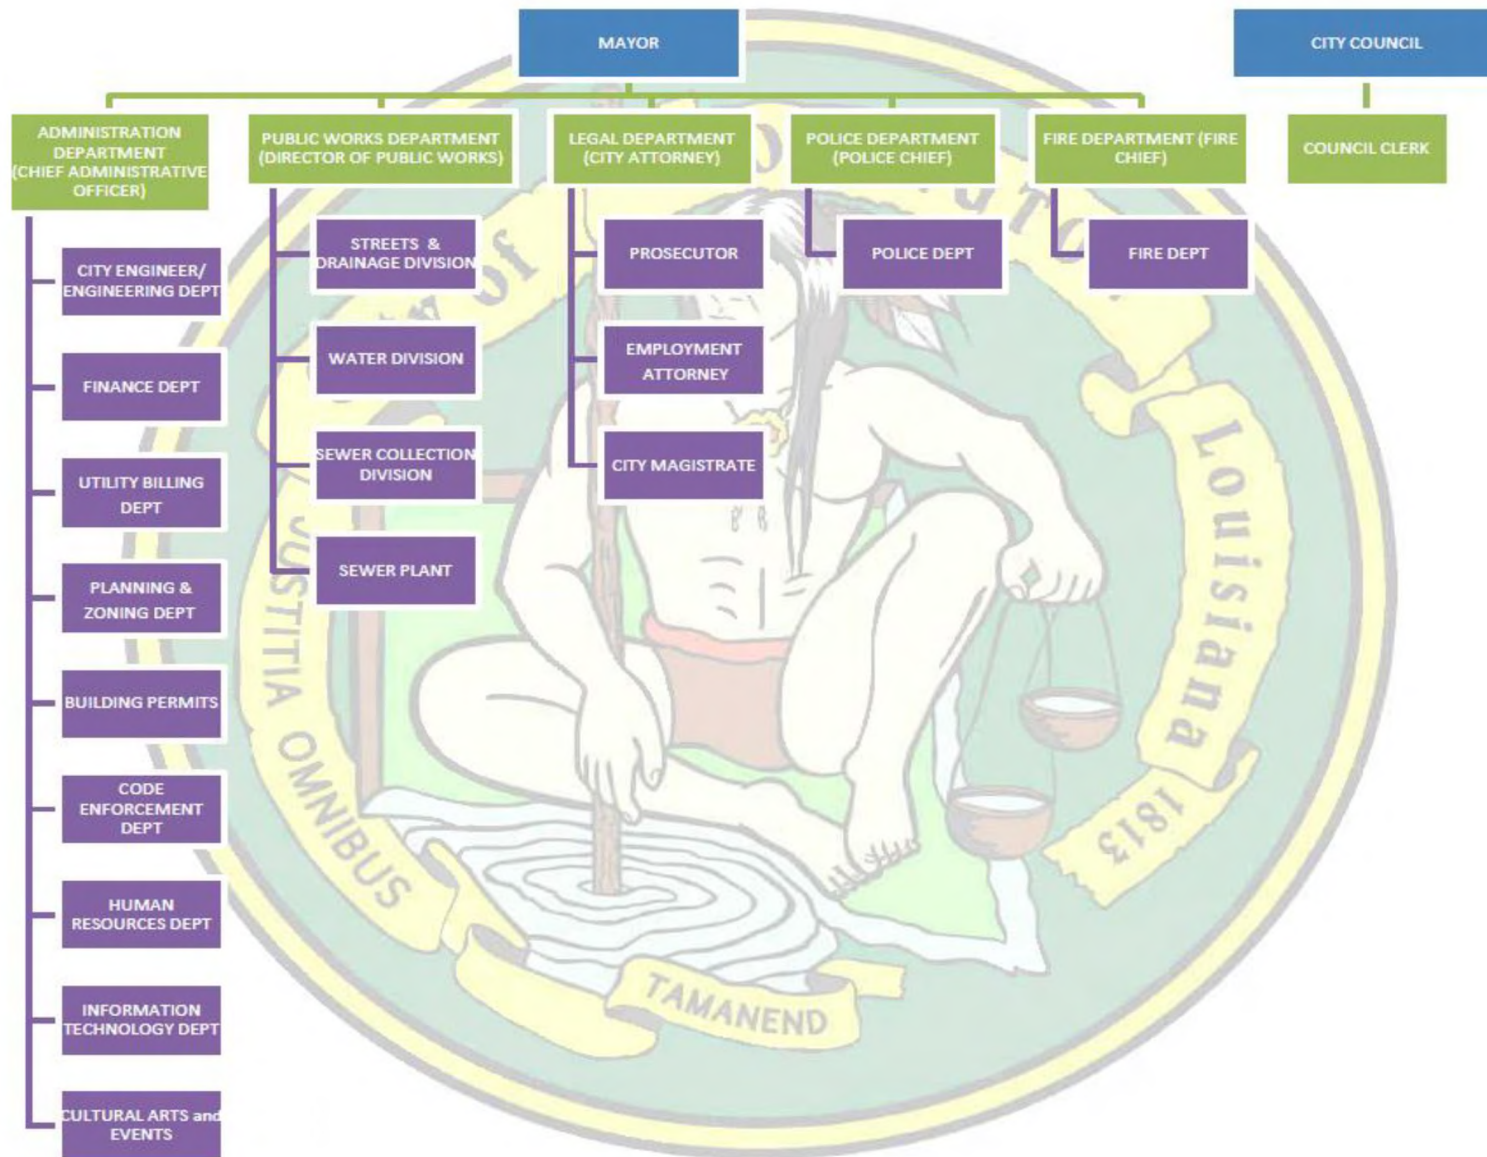 MAYOR
CITY COUNCIL
ADMINISTRATION
DEPARTMENT
(CHIEF ADMINISTRATIVE
OFFICER)
PUBLIC WORKS DEPARTMENT
(DIRECTOR OF PUBLIC WORKS)
LEGAL DEPARTMENT
(CITY ATTORNEY)
POLICE DEPARTMENT
(POLICE CHIEF)
FIRE DEPARTMENT (FIRE
CHIEF)
COUNCIL CLERK
CITY ENGINEER/
ENGINEERING DEPT
FINANCE DEPT
UTILITY BILLING
DEPT
PLANNING &
ZONING DEPT
BUILDING PERMITS
CODE
ENFORCEMENT
DEPT
HUMAN
RESOURCES DEPT
INFORMATION
TECHNOLOGY DEPT
CULTURAL ARTS and
EVENTS
STREETS &
DRAINAGE DIVISION
WATER DIVISION
SEWER COLLECTION
DIVISION
SEWER PLANT
PROSECUTOR
EMPLOYMENT
ATTORNEY
CITY MAGISTRATE
POLICE DEPT
FIRE DEPT
of
Louisiana
1813
JUSTITIA OMNIBUS
TAMANEND